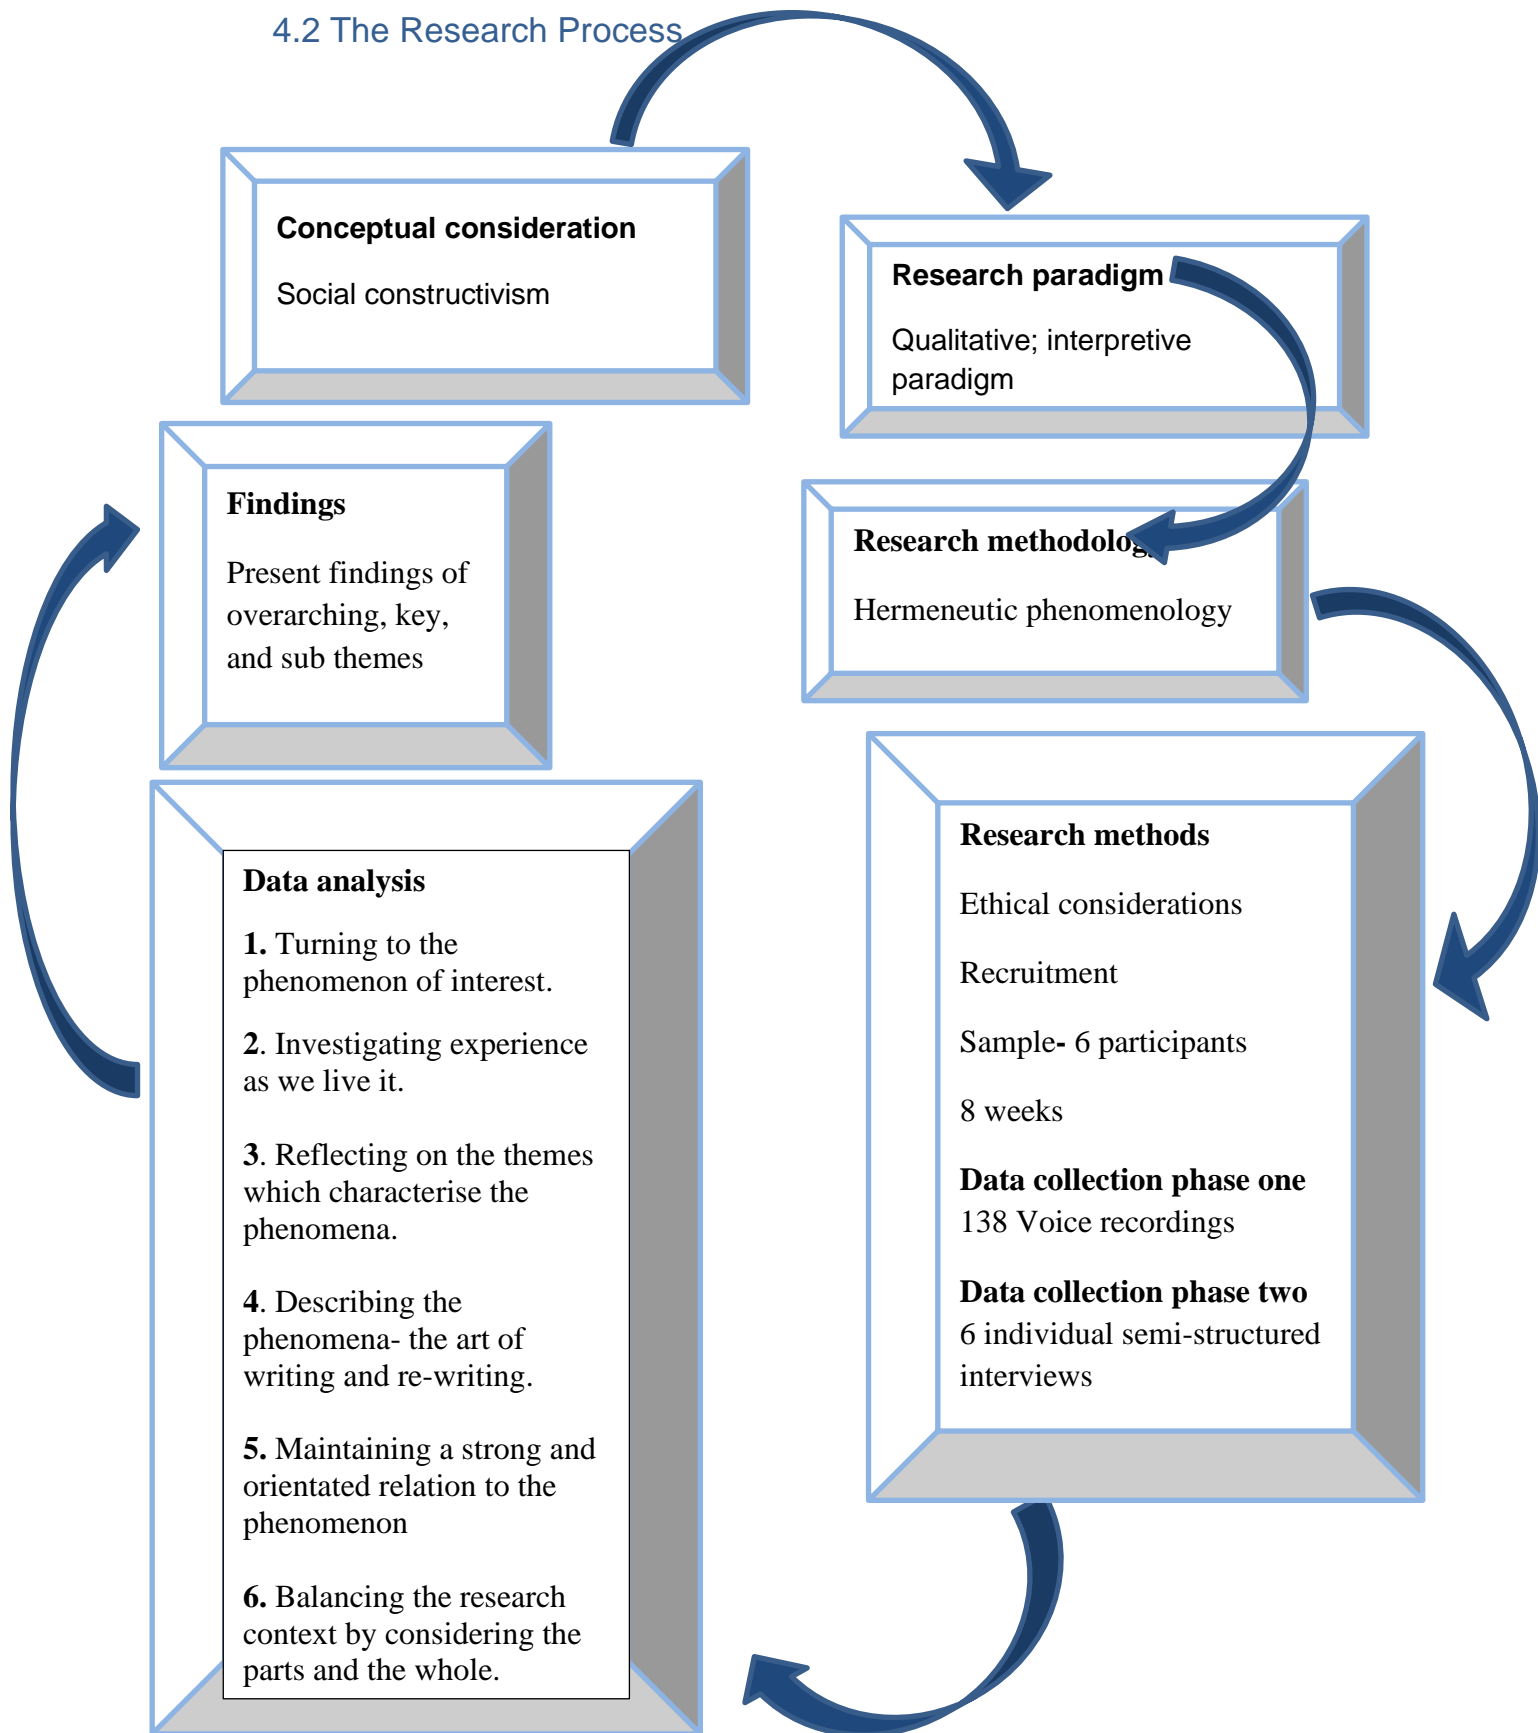 4.2 The Research Process
Conceptual consideration
Social constructivism
Research paradigm
Qualitative; interpretive
paradigm
Research methodology
Hermeneutic phenomenology
Research methods
Ethical considerations
Recruitment
Sample- 6 participants
8 weeks
Data collection phase one
138 Voice recordings
Data collection phase two
6 individual semi-structured
interviews
Data analysis
1. Turning to the
phenomenon of interest.
2. Investigating experience
as we live it.
3. Reflecting on the themes
which characterise the
phenomena.
4. Describing the
phenomena- the art of
writing and re-writing.
5. Maintaining a strong and
orientated relation to the
phenomenon
6. Balancing the research
context by considering the
parts and the whole.
Findings
Present findings of
overarching, key,
and sub themes